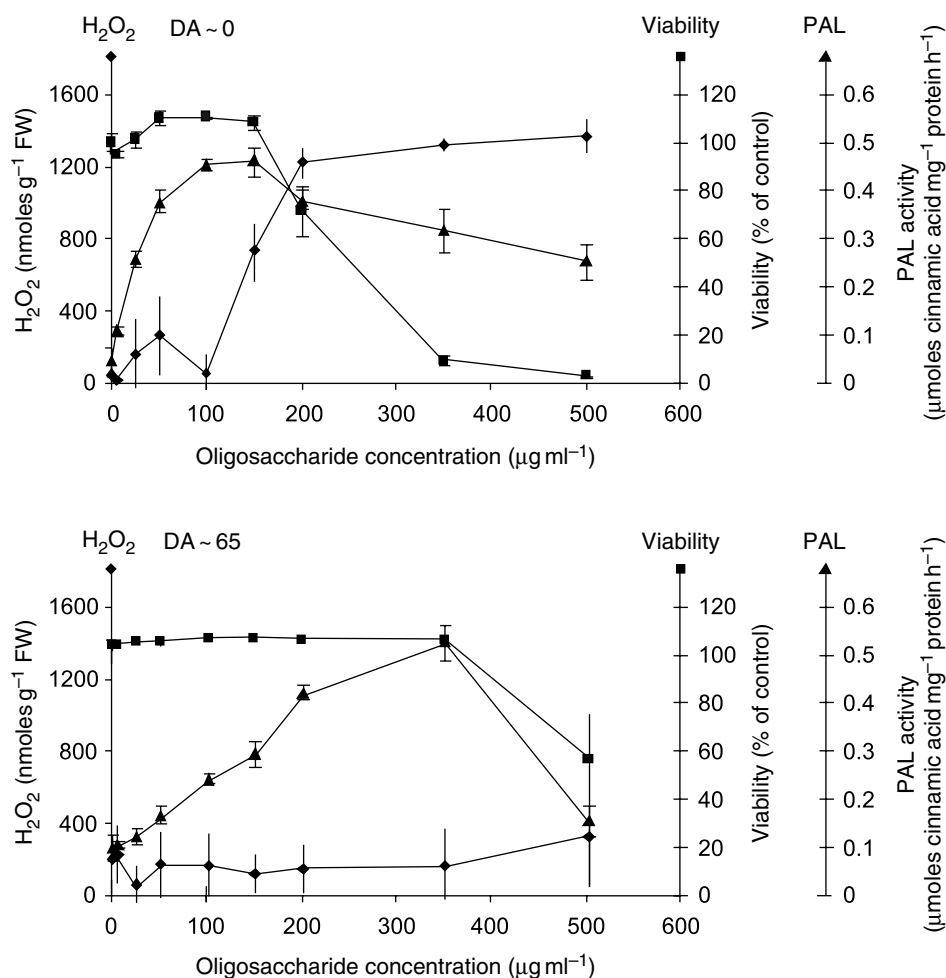 H₂O₂ DA ~ 0 Viability PAL
1600 120 0.6
1200 100 0.5
800 80 0.4
400 60 0.3
0 40 0.2
20 0.1
0 0
H₂O₂ (nmoles g⁻¹ FW)
Viability (% of control)
PAL activity
(μmoles cinnamic acid mg⁻¹ protein h⁻¹)
0 100 200 300 400 500 600
Oligosaccharide concentration (μg ml⁻¹)
H₂O₂ DA ~ 65 Viability PAL
1600 120 0.6
1200 100 0.5
800 80 0.4
400 60 0.3
0 40 0.2
20 0.1
0 0
H₂O₂ (nmoles g⁻¹ FW)
Viability (% of control)
PAL activity
(μmoles cinnamic acid mg⁻¹ protein h⁻¹)
0 100 200 300 400 500 600
Oligosaccharide concentration (μg ml⁻¹)